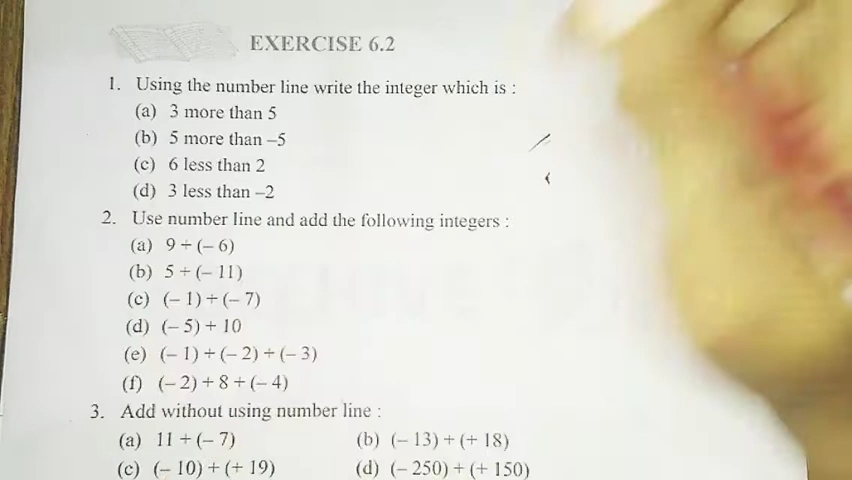 EXERCISE 6.2
1. Using the number line write the integer which is :
(a) 3 more than 5
(b) 5 more than –5
(c) 6 less than 2
(d) 3 less than –2
2. Use number line and add the following integers :
(a) 9 + (– 6)
(b) 5 + (– 11)
(c) (– 1) + (– 7)
(d) (– 5) + 10
(e) (– 1) + (– 2) + (– 3)
(f) (– 2) + 8 + (– 4)
3. Add without using number line :
(a) 11 + (– 7) (b) (– 13) + (+ 18)
(c) (– 10) + (+ 19) (d) (– 250) + (+ 150)